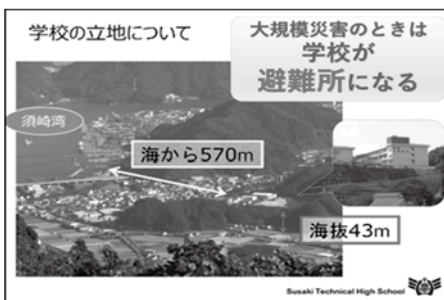 学校の立地について
大規模災害のときは
学校が
避難所になる
須崎湾
海から570m
海抜43m
Susaki Technical High School